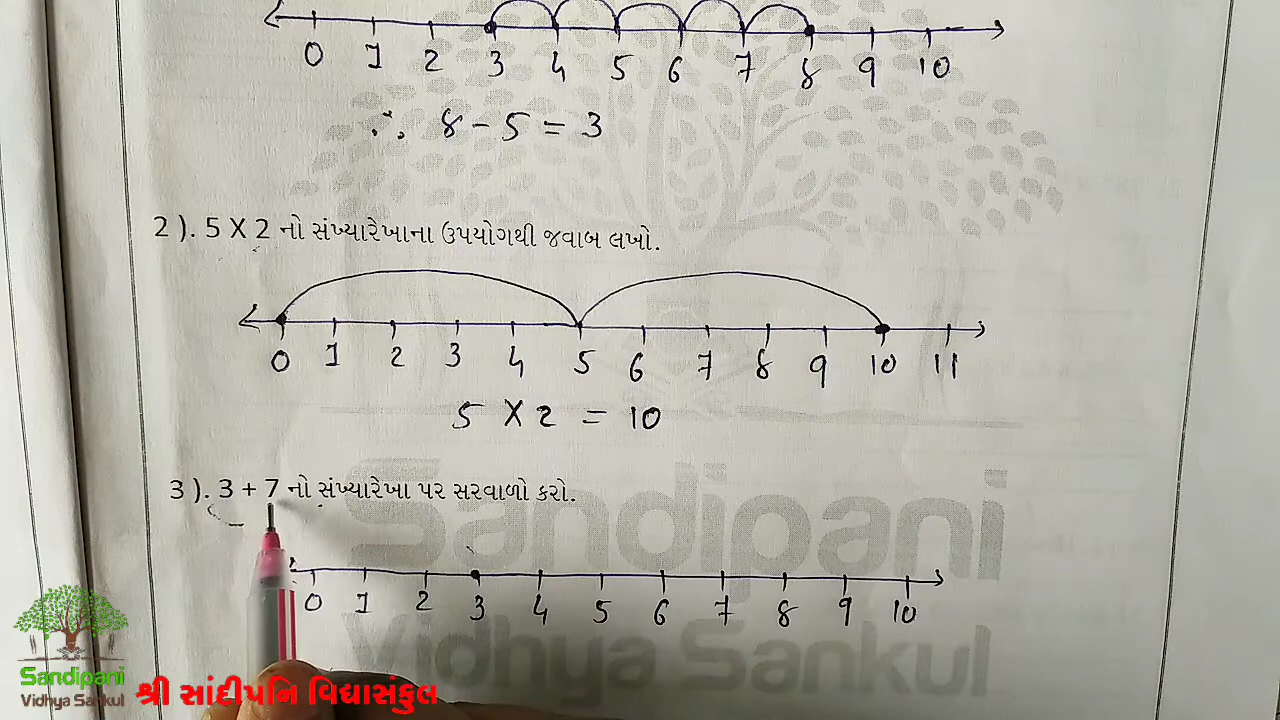 0 1 2 3 4 5 6 7 8 9 10
∴ 8 - 5 = 3
2 ). 5 X 2 નો સંખ્યારેખાના ઉપયોગથી જવાબ લખો.
0 1 2 3 4 5 6 7 8 9 10 11
5 X 2 = 10
3 ). 3 + 7 નો સંખ્યારેખા પર સરવાળો કરો.
Sandipani
0 1 2 3 4 5 6 7 8 9 10
Vidhya Sankul
Sandipani
Vidhya Sankul
શ્રી સાંદીપનિ વિદ્યાસંકુલ